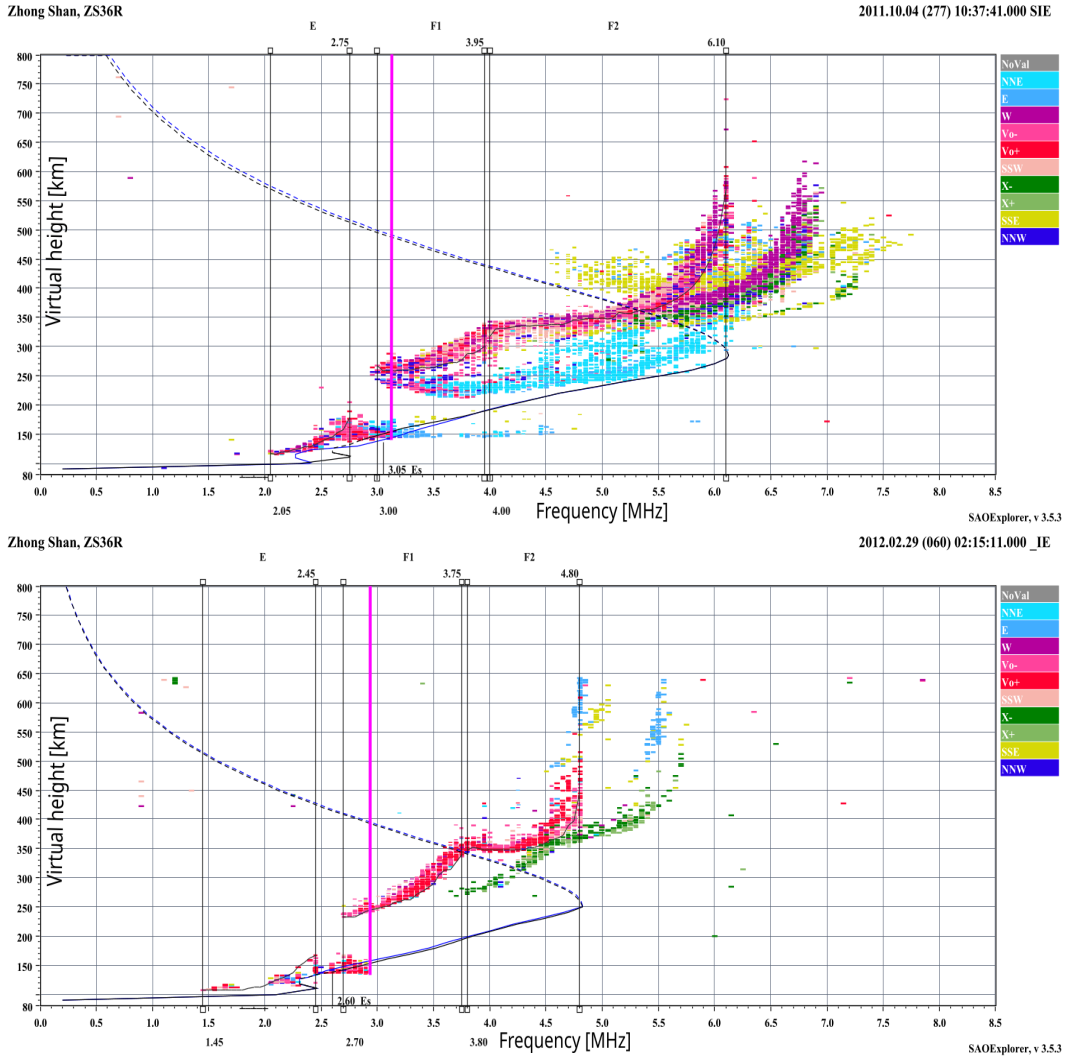 Zhong Shan, ZS36R 2011.10.04 (277) 10:37:41.000 SIE
E F1 F2
2.75 3.95 6.10
800
750
700
650
600
550
500
450
400
350
300
250
200
150
80
Virtual height [km]
NoVal
NNE
E
W
Vo-
Vo+
SSW
X-
X+
SSE
NNW
3.05 Es
0.0 0.5 1.0 1.5 2.0 2.5 3.0 3.5 4.0 4.5 5.0 5.5 6.0 6.5 7.0 7.5 8.0 8.5
2.05 3.00 4.00 Frequency [MHz]
SAOExplorer, v 3.5.3
Zhong Shan, ZS36R 2012.02.29 (060) 02:15:11.000 _IE
E F1 F2
2.45 3.75 4.80
800
750
700
650
600
550
500
450
400
350
300
250
200
150
80
Virtual height [km]
NoVal
NNE
E
W
Vo-
Vo+
SSW
X-
X+
SSE
NNW
2.60 Es
0.0 0.5 1.0 1.5 2.0 2.5 3.0 3.5 4.0 4.5 5.0 5.5 6.0 6.5 7.0 7.5 8.0 8.5
1.45 2.70 3.80 Frequency [MHz]
SAOExplorer, v 3.5.3